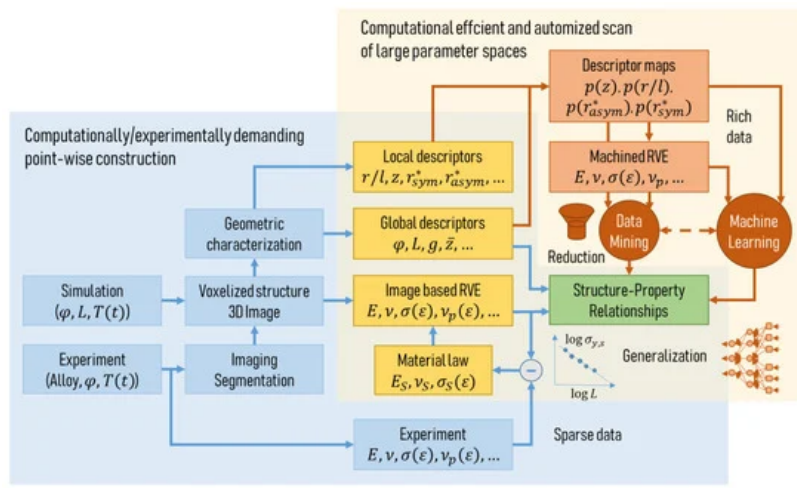 Computational effcient and automized scan
of large parameter spaces
Computationally/experimentally demanding
point-wise construction
Descriptor maps
p(z). p(r/l).
p(r*asym). p(r*sym)
Rich
data
Local descriptors
r/l, z, r*sym, r*asym, ...
Machined RVE
E, ν, σ(ε), νp, ...
Geometric
characterization
Global descriptors
φ, L, g, z̄, ...
Data
Mining
Machine
Learning
Reduction
Simulation
(φ, L, T(t))
Voxelized structure
3D Image
Image based RVE
E, ν, σ(ε), νp(ε), ...
Structure-Property
Relationships
Experiment
(Alloy, φ, T(t))
Imaging
Segmentation
Material law
ES, νS, σS(ε)
−
log σy,s
log L
Generalization
Experiment
E, ν, σ(ε), νp(ε), ...
Sparse data